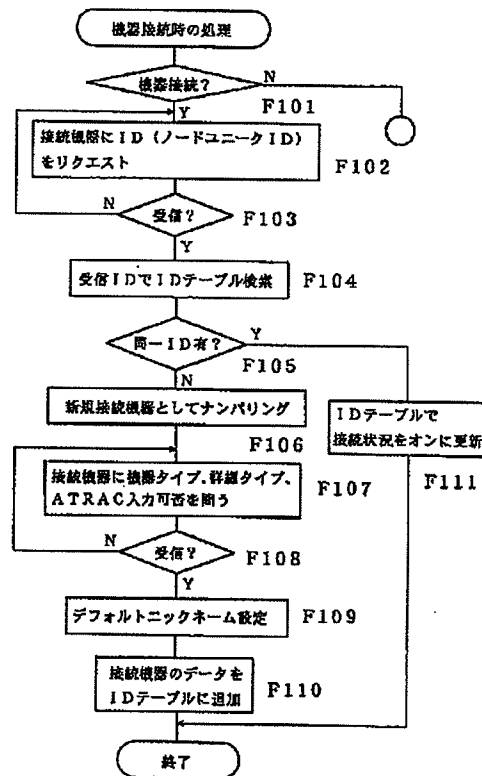 機器接続時の処理
機器接続?
N
F101
Y
接続機器にID(ノードユニークID)
をリクエスト
F102
N
受信?
F103
Y
受信IDでIDテーブル検索
F104
同一ID有?
Y
F105
N
新規接続機器としてナンバリング
F106
IDテーブルで
接続状況をオンに更新
F111
接続機器に機器タイプ、詳細タイプ、
ATRAC入力可否を問う
F107
N
受信?
F108
Y
デフォルトニックネーム設定
F109
接続機器のデータを
IDテーブルに追加
F110
終了